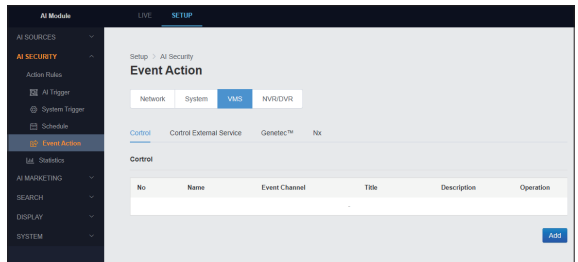 AI Module
LIVE
SETUP
AI SOURCES
AI SECURITY
Action Rules
AI Trigger
System Trigger
Schedule
Event Action
Statistics
AI MARKETING
SEARCH
DISPLAY
SYSTEM
Setup > AI Security
Event Action
Network System VMS NVR/DVR
Cortrol Control External Service Genetec™ Nx
Cortrol
No Name Event Channel Title Description Operation
..
Add